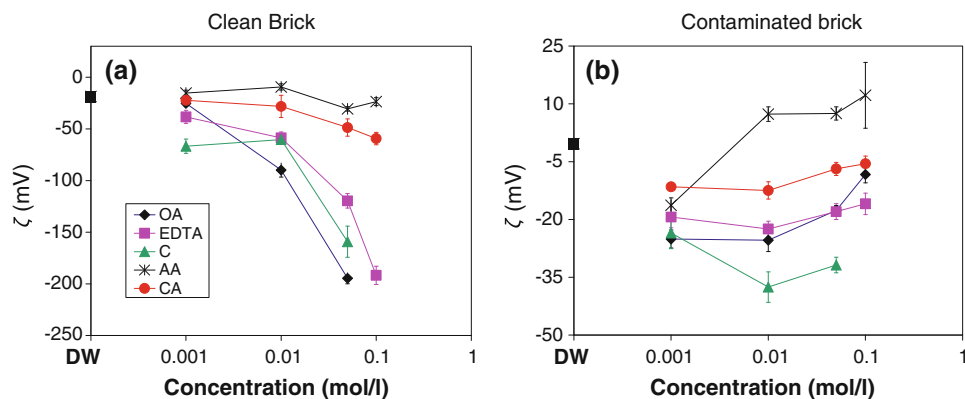 Clean Brick
(a)
0
-50
-100
-150
-200
-250
ζ (mV)
OA
EDTA
C
AA
CA
DW
0.001
0.01
0.1
1
Concentration (mol/l)
Contaminated brick
(b)
25
10
-5
-20
-35
-50
ζ (mV)
DW
0.001
0.01
0.1
1
Concentration (mol/l)